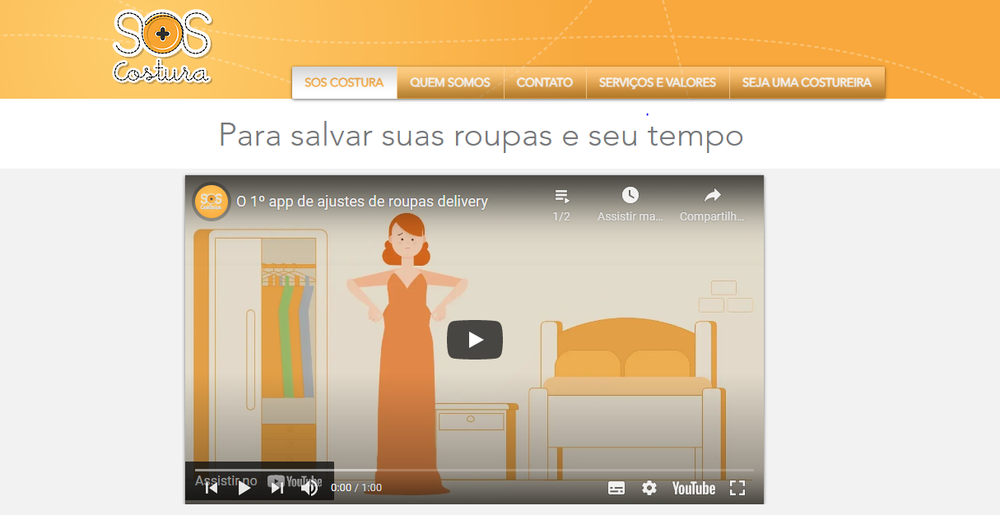 SOS
Costura
SOS COSTURA
QUEM SOMOS
CONTATO
SERVIÇOS E VALORES
SEJA UMA COSTUREIRA
Para salvar suas roupas e seu tempo
SOS
O 1º app de ajustes de roupas delivery
1/2
Assistir ma...
Compartilh...
Assistir no YouTube
0:00 / 1:00
YouTube